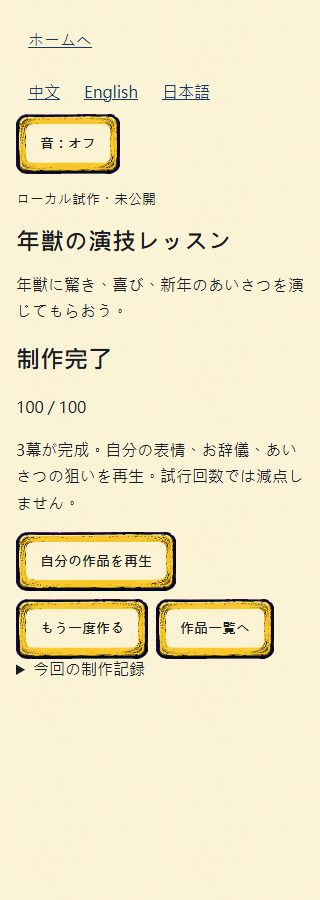 ホームへ
中文 English 日本語
音：オフ
ローカル試作・未公開
年獣の演技レッスン
年獣に驚き、喜び、新年のあいさつを演
じてもらおう。
制作完了
100 / 100
3幕が完成。自分の表情、お辞儀、あい
さつの狙いを再生。試行回数では減点し
ません。
自分の作品を再生
もう一度作る 作品一覧へ
▶ 今回の制作記録